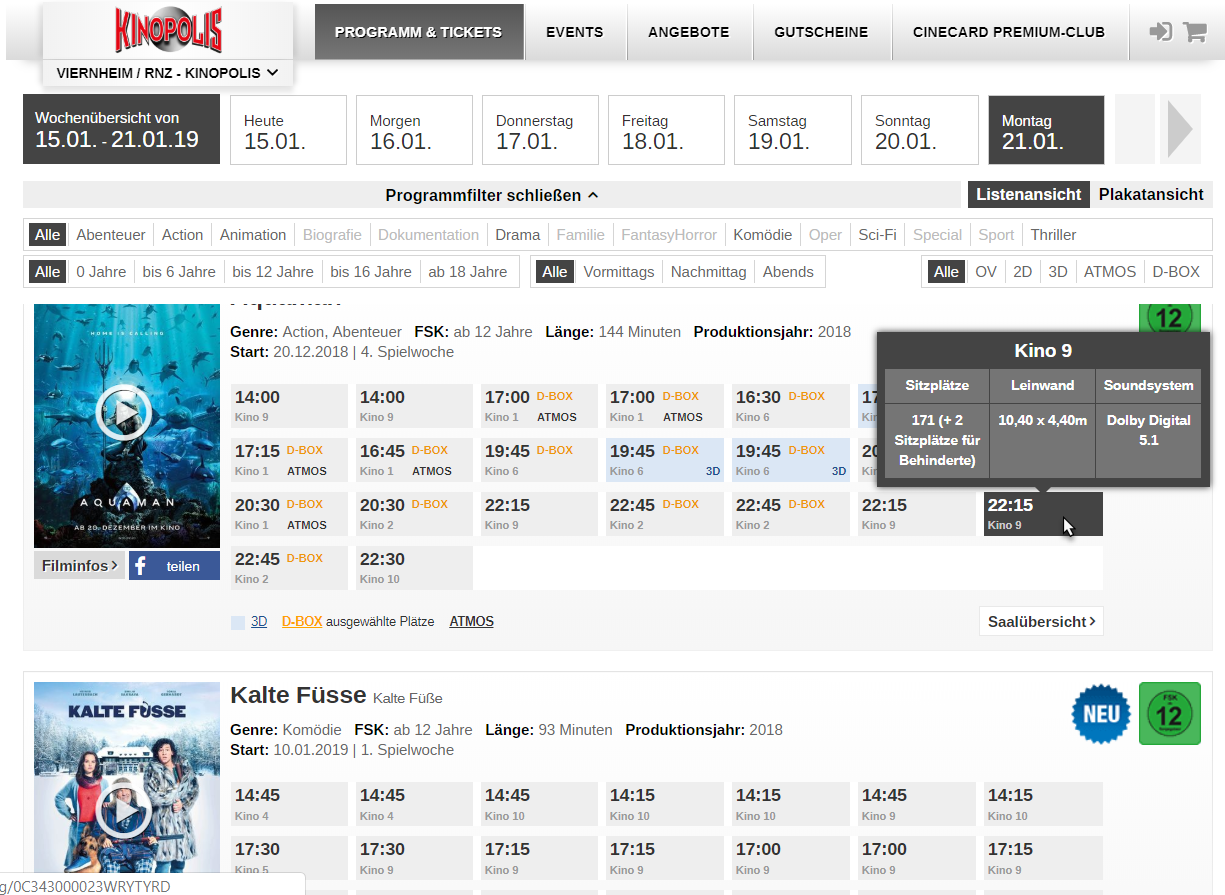 KINOPOLIS
VIERNHEIM / RNZ - KINOPOLIS
PROGRAMM & TICKETS
EVENTS
ANGEBOTE
GUTSCHEINE
CINECARD PREMIUM-CLUB
Wochenübersicht von
15.01. - 21.01.19
Heute
15.01.
Morgen
16.01.
Donnerstag
17.01.
Freitag
18.01.
Samstag
19.01.
Sonntag
20.01.
Montag
21.01.
Programmfilter schließen
Listenansicht Plakatansicht
Alle Abenteuer Action Animation Biografie Dokumentation Drama Familie FantasyHorror Komödie Oper Sci-Fi Special Sport Thriller
Alle 0 Jahre bis 6 Jahre bis 12 Jahre bis 16 Jahre ab 18 Jahre
Alle Vormittags Nachmittag Abends
Alle OV 2D 3D ATMOS D-BOX
Aquaman
HOME IS CALLING
AQUAMAN
AB 20. DEZEMBER IM KINO
Filminfos
teilen
Genre: Action, Abenteuer FSK: ab 12 Jahre Länge: 144 Minuten Produktionsjahr: 2018
Start: 20.12.2018 | 4. Spielwoche
12
Kino 9
Sitzplätze Leinwand Soundsystem
171 (+ 2 10,40 x 4,40m Dolby Digital
Sitzplätze für 5.1
Behinderte)
14:00 14:00 17:00 D-BOX 17:00 D-BOX 16:30 D-BOX
Kino 9 Kino 9 Kino 1 ATMOS Kino 1 ATMOS Kino 6
17:15 D-BOX 16:45 D-BOX 19:45 D-BOX 19:45 D-BOX 19:45 D-BOX
Kino 1 ATMOS Kino 1 ATMOS Kino 6 Kino 6 3D Kino 6 3D
20:30 D-BOX 20:30 D-BOX 22:15 22:45 D-BOX 22:45 D-BOX 22:15 22:15
Kino 1 ATMOS Kino 2 Kino 9 Kino 2 Kino 2 Kino 9 Kino 9
22:45 D-BOX 22:30
Kino 2 Kino 10
3D D-BOX ausgewählte Plätze ATMOS
Saalübersicht
KALTE FÜSSE
Kalte Füsse Kalte Füße
Genre: Komödie FSK: ab 12 Jahre Länge: 93 Minuten Produktionsjahr: 2018
Start: 10.01.2019 | 1. Spielwoche
NEU
FSK
12
14:45 14:45 14:45 14:15 14:15 14:45 14:15
Kino 4 Kino 4 Kino 10 Kino 10 Kino 10 Kino 9 Kino 10
17:30 17:30 17:15 17:15 17:00 17:00 17:15
Kino 5 Kino 9 Kino 9 Kino 9 Kino 9 Kino 9 Kino 9
g/0C343000023WRYTYRD